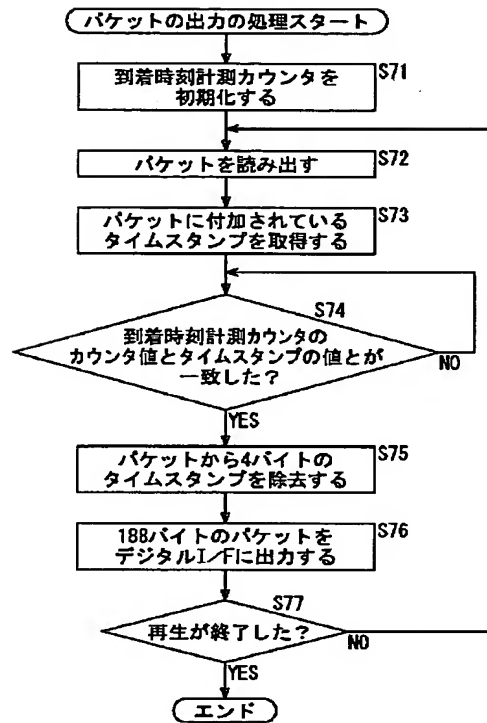 パケットの出力の処理スタート
到着時刻計測カウンタを
初期化する
S71
パケットを読み出す
S72
パケットに付加されている
タイムスタンプを取得する
S73
S74
到着時刻計測カウンタの
カウンタ値とタイムスタンプの値とが
一致した?
NO
YES
パケットから4バイトの
タイムスタンプを除去する
S75
188バイトのパケットを
デジタルI/Fに出力する
S76
S77
再生が終了した?
NO
YES
エンド